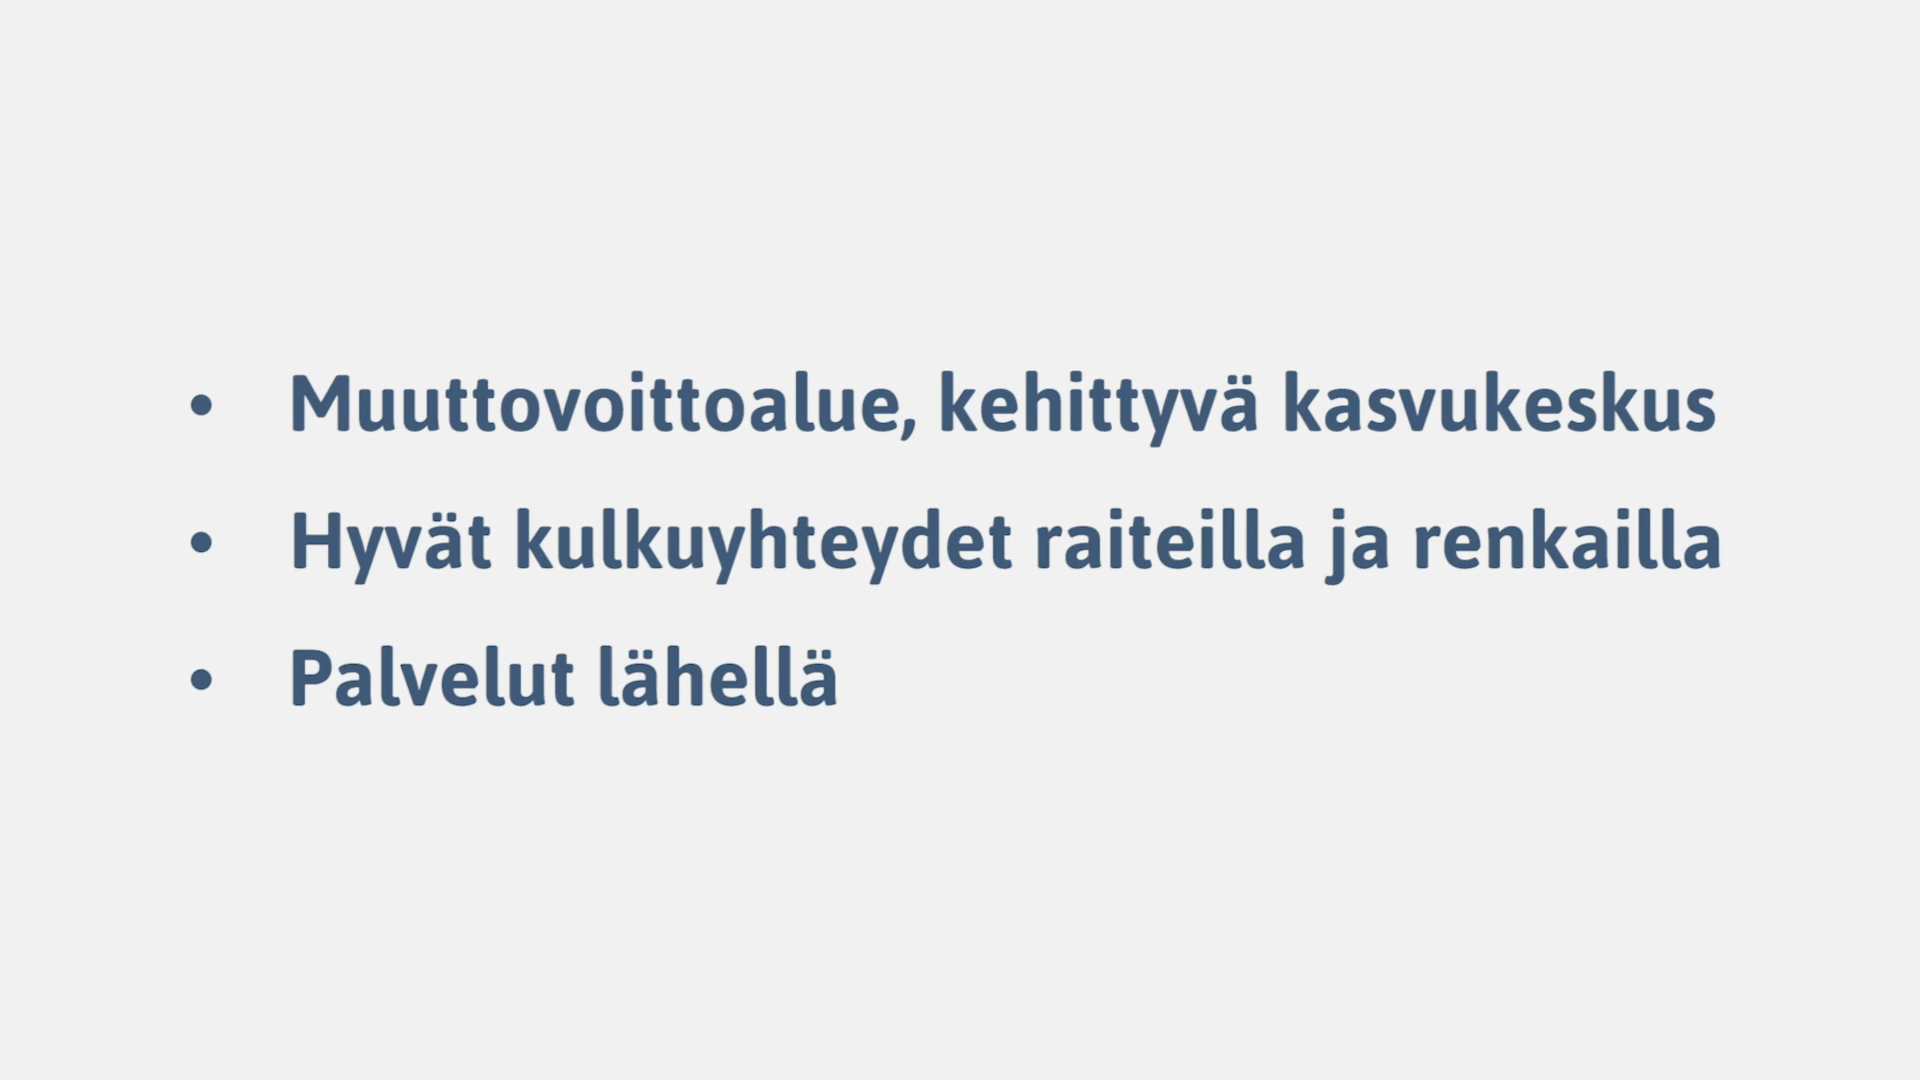 • Muuttovoittoalue, kehittyvä kasvukeskus
• Hyvät kulkuyhteydet raiteilla ja renkailla
• Palvelut lähellä